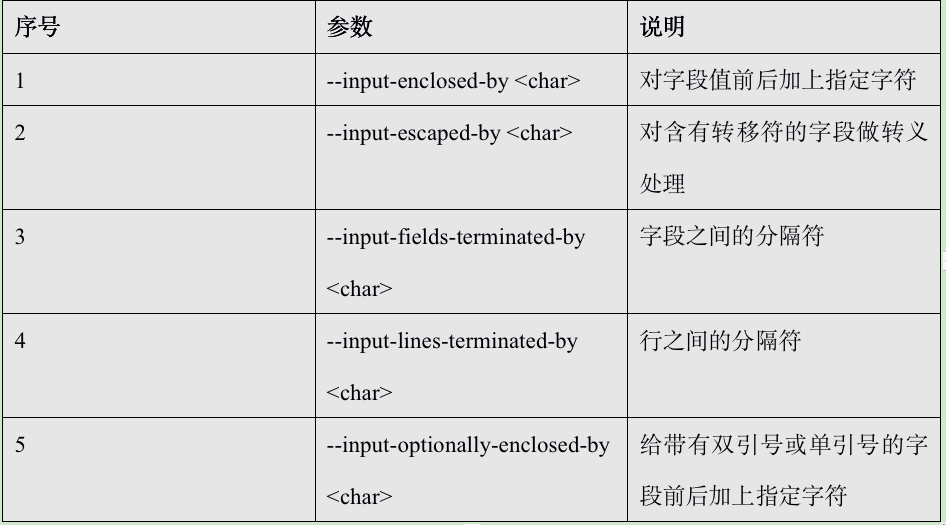 序号 参数 说明
1 --input-enclosed-by <char> 对字段值前后加上指定字符
2 --input-escaped-by <char> 对含有转移符的字段做转义
处理
3 --input-fields-terminated-by 字段之间的分隔符
<char>
4 --input-lines-terminated-by 行之间的分隔符
<char>
5 --input-optionally-enclosed-by 给带有双引号或单引号的字
<char> 段前后加上指定字符